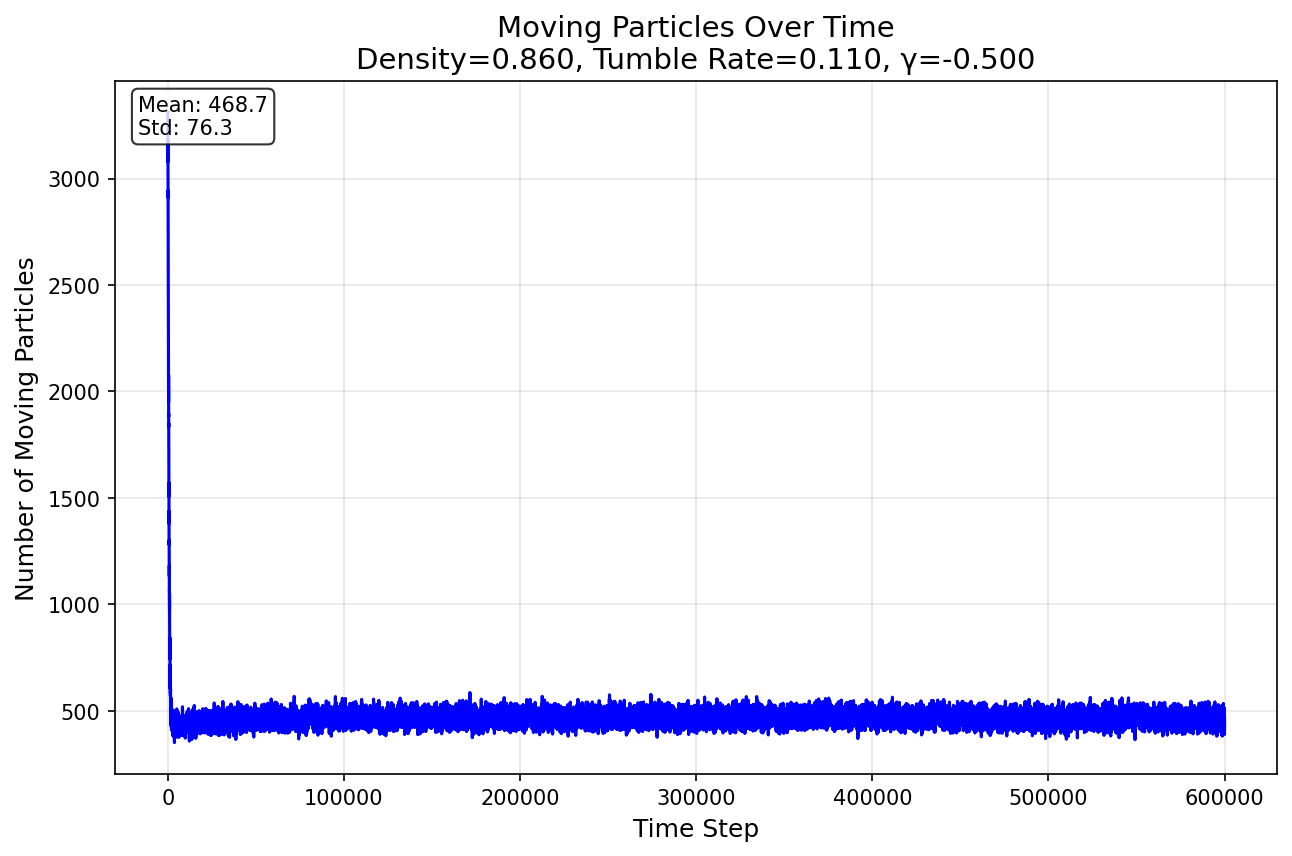 Moving Particles Over Time
Density=0.860, Tumble Rate=0.110, γ=-0.500
Mean: 468.7
Std: 76.3
Number of Moving Particles
3000
2500
2000
1500
1000
500
0
100000
200000
300000
400000
500000
600000
Time Step